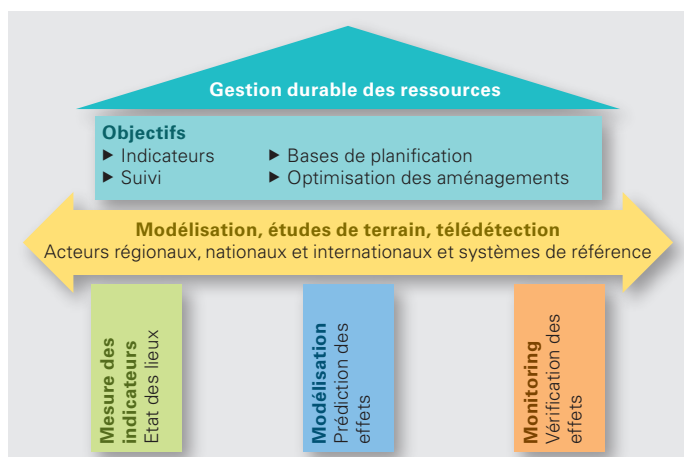 Gestion durable des ressources
Objectifs
▶ Indicateurs
▶ Suivi
▶ Bases de planification
▶ Optimisation des aménagements
Modélisation, études de terrain, télédétection
Acteurs régionaux, nationaux et internationaux et systèmes de référence
Mesure des
indicateurs
Etat des lieux
Modélisation
Prédiction des
effets
Monitoring
Vérification des
effets